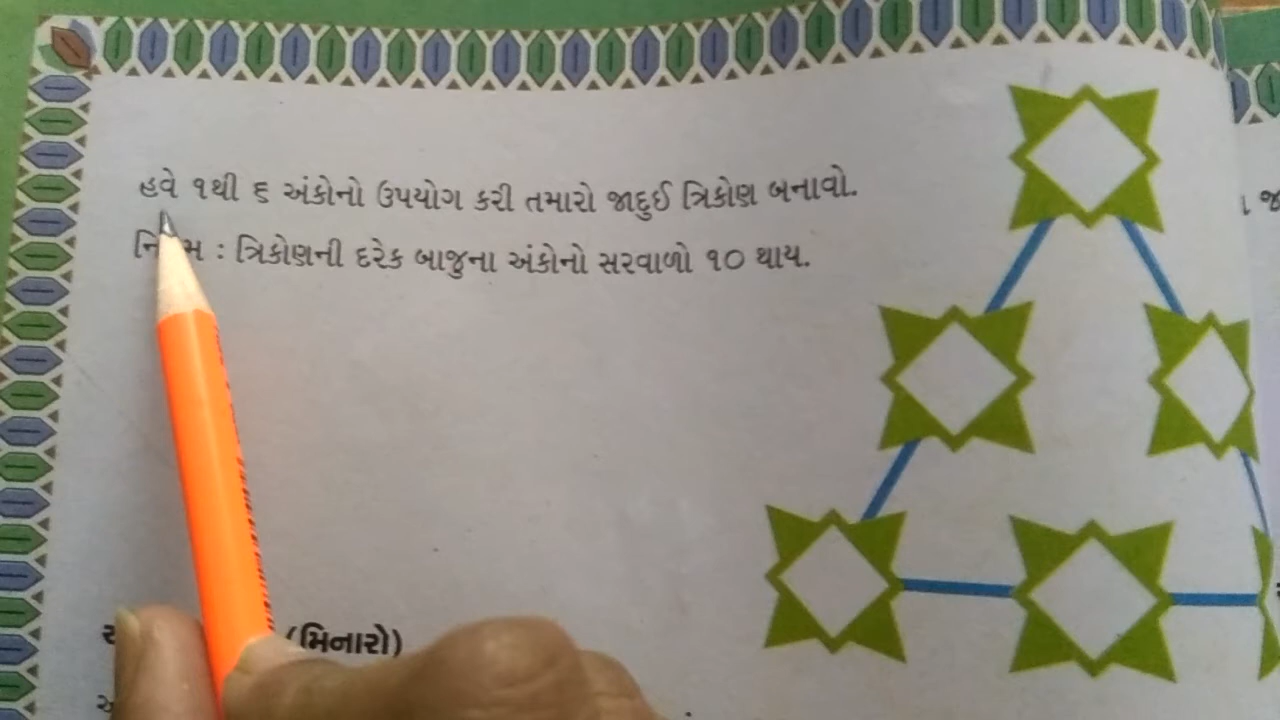 હવે ૧થી ૬ અંકોનો ઉપયોગ કરી તમારો જાદુઈ ત્રિકોણ બનાવો.
: ત્રિકોણની દરેક બાજુના અંકોનો સરવાળો ૧૦ થાય.
(મિનારો)